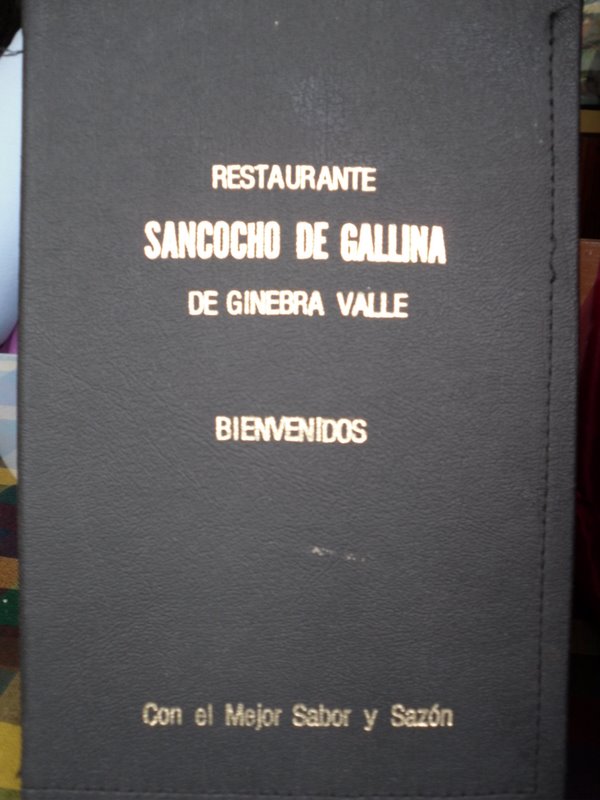 RESTAURANTE
SANCOCHO DE GALLINA
DE GINEBRA VALLE
BIENVENIDOS
Con el Mejor Sabor y Sazón